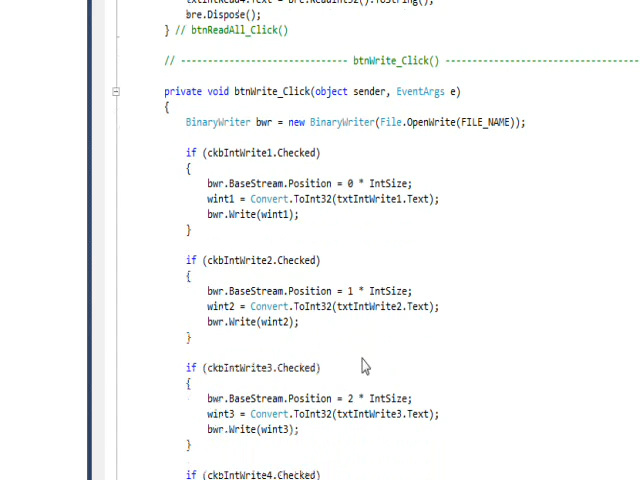 txtIntRead4.Text = bre.ReadInt32().ToString();
bre.Dispose();
} // btnReadAll_Click()
// ------------------------------ btnWrite_Click() -----------------------------------
private void btnWrite_Click(object sender, EventArgs e)
{
BinaryWriter bwr = new BinaryWriter(File.OpenWrite(FILE_NAME));
if (ckbIntWrite1.Checked)
{
bwr.BaseStream.Position = 0 * IntSize;
wint1 = Convert.ToInt32(txtIntWrite1.Text);
bwr.Write(wint1);
}
if (ckbIntWrite2.Checked)
{
bwr.BaseStream.Position = 1 * IntSize;
wint2 = Convert.ToInt32(txtIntWrite2.Text);
bwr.Write(wint2);
}
if (ckbIntWrite3.Checked)
{
bwr.BaseStream.Position = 2 * IntSize;
wint3 = Convert.ToInt32(txtIntWrite3.Text);
bwr.Write(wint3);
}
if (ckbIntWrite4.Checked)